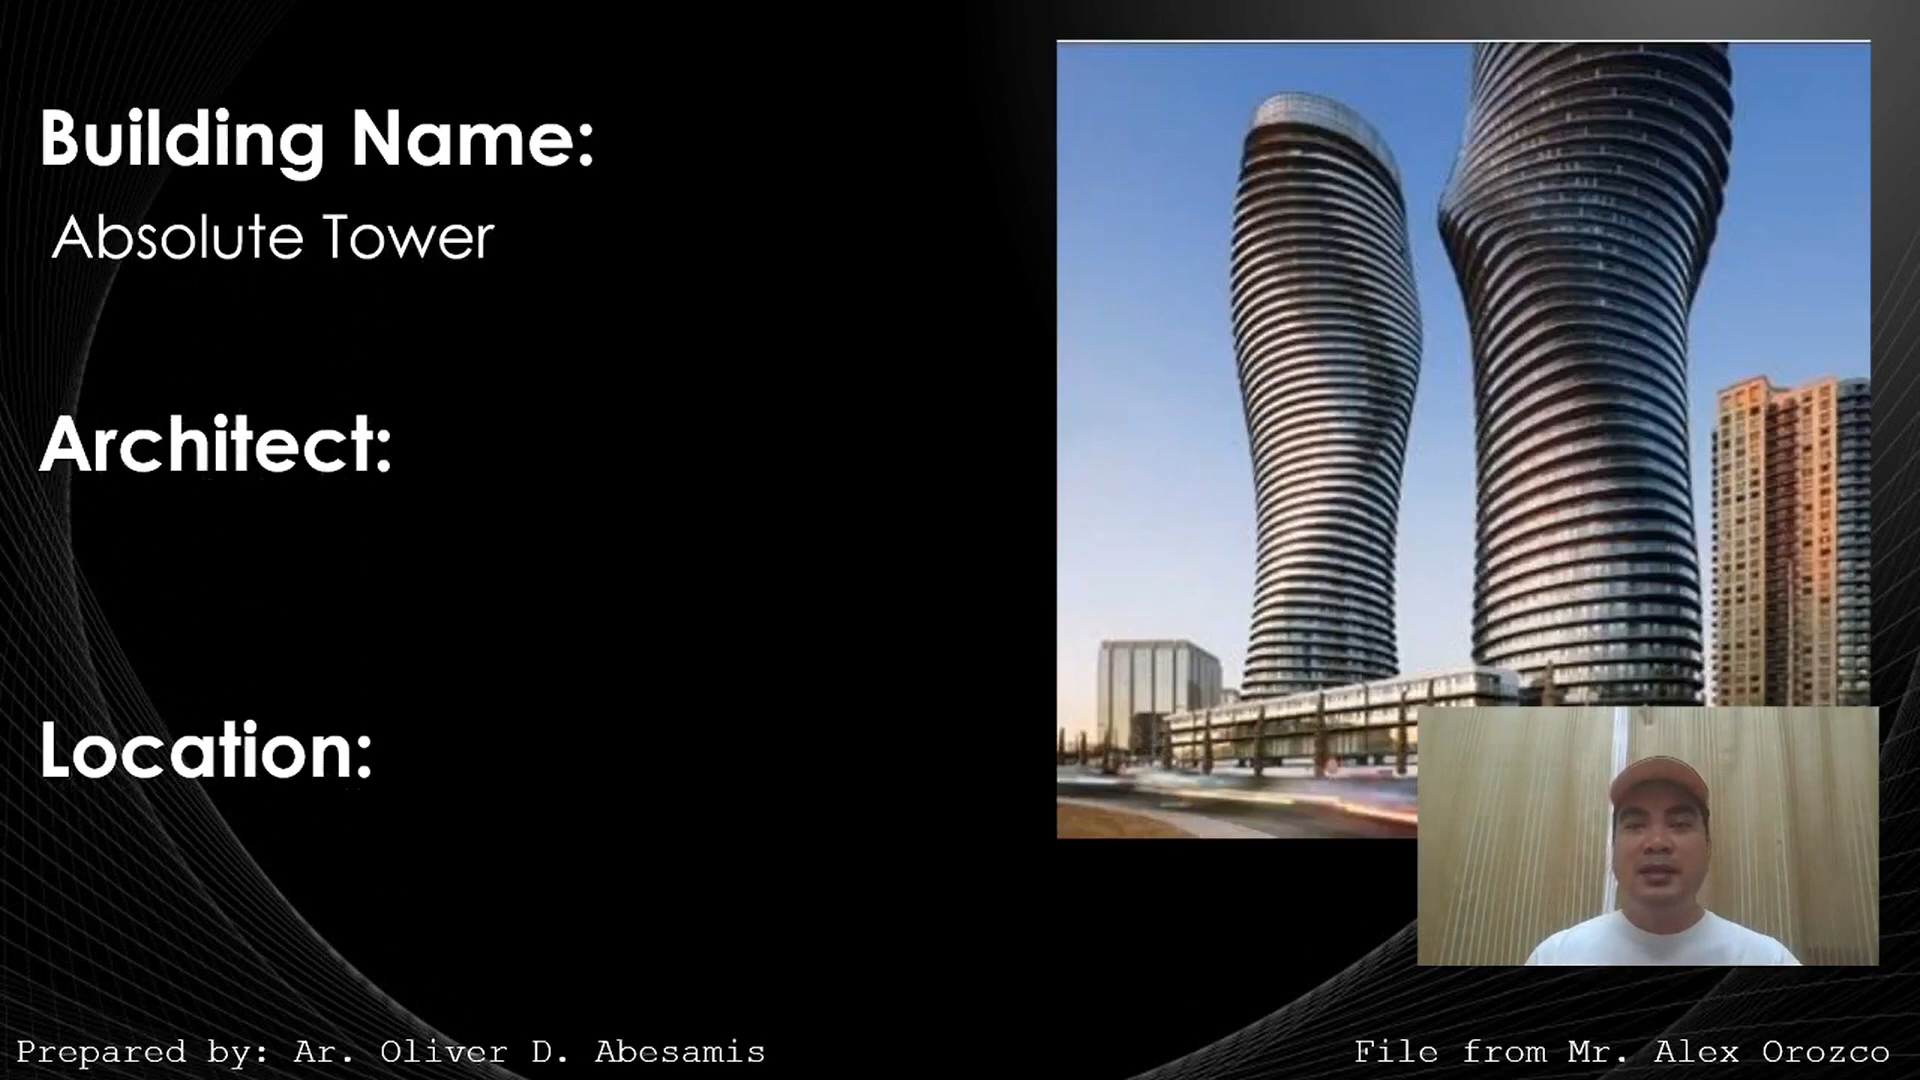 Building Name:
Absolute Tower
Architect:
Location:
Prepared by: Ar. Oliver D. Abesamis
File from Mr. Alex Orozco